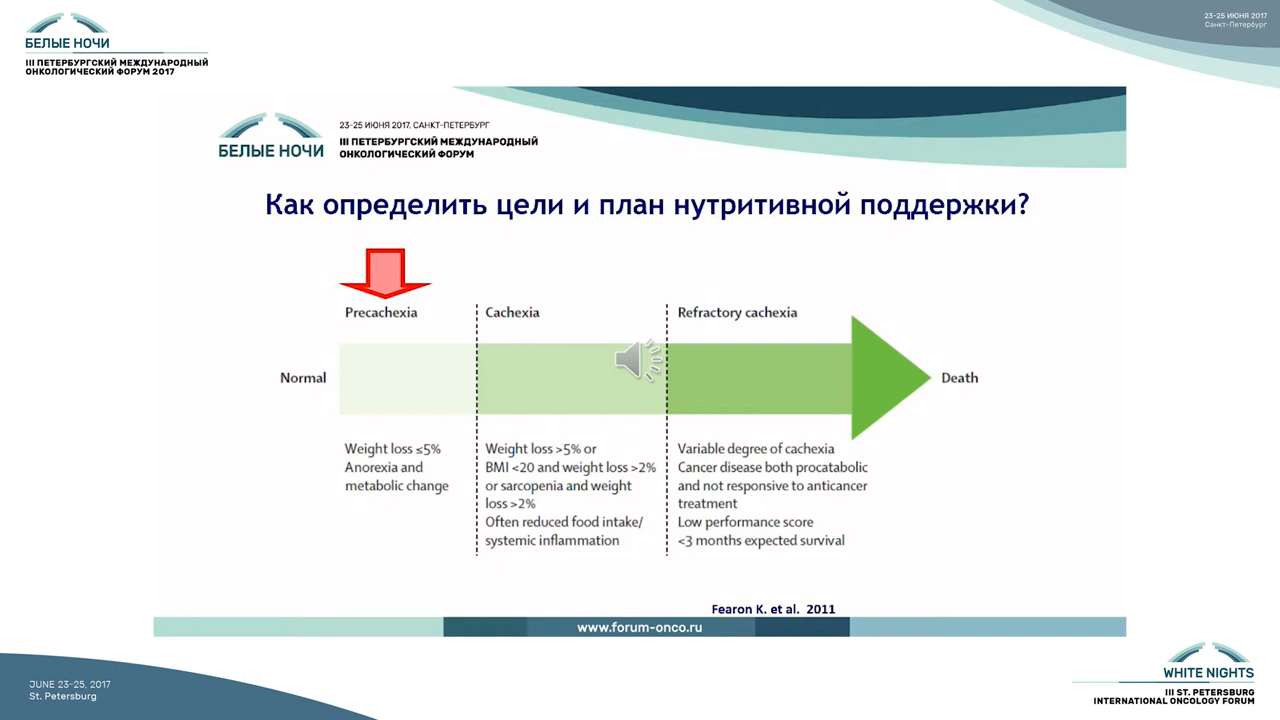 БЕЛЫЕ НОЧИ
III ПЕТЕРБУРГСКИЙ МЕЖДУНАРОДНЫЙ
ОНКОЛОГИЧЕСКИЙ ФОРУМ 2017
23-25 ИЮНЯ 2017
Санкт-Петербург
БЕЛЫЕ НОЧИ
23-25 ИЮНЯ 2017, САНКТ-ПЕТЕРБУРГ
III ПЕТЕРБУРГСКИЙ МЕЖДУНАРОДНЫЙ
ОНКОЛОГИЧЕСКИЙ ФОРУМ
Как определить цели и план нутритивной поддержки?
Precachexia
Cachexia
Refractory cachexia
Normal
Death
Weight loss ≤5%
Anorexia and
metabolic change
Weight loss >5% or
BMI <20 and weight loss >2%
or sarcopenia and weight
loss >2%
Often reduced food intake/
systemic inflammation
Variable degree of cachexia
Cancer disease both procatabolic
and not responsive to anticancer
treatment
Low performance score
<3 months expected survival
Fearon K. et al. 2011
www.forum-onco.ru
JUNE 23-25, 2017
St. Petersburg
WHITE NIGHTS
III ST. PETERSBURG
INTERNATIONAL ONCOLOGY FORUM